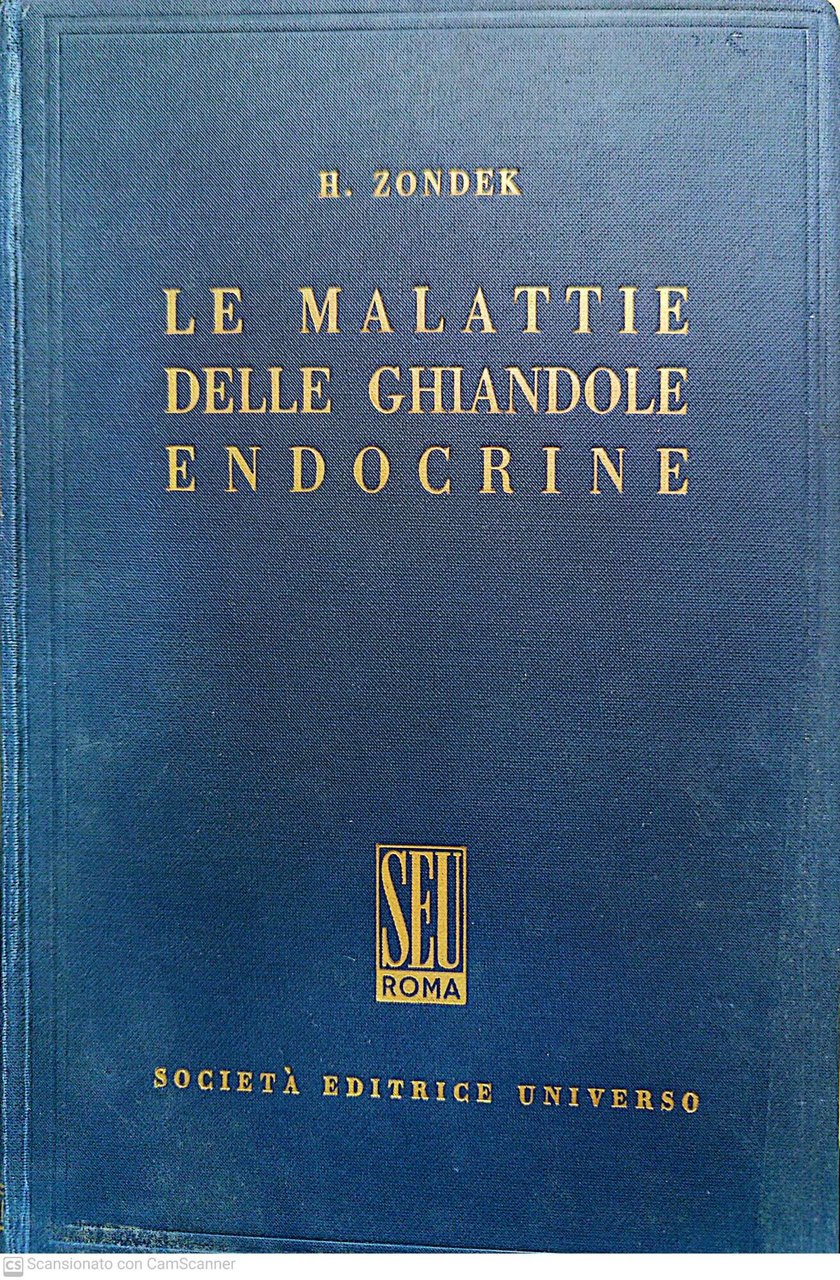 H. ZONDEK
LE MALATTIE
DELLE GHIANDOLE
ENDOCRINE
SEU
ROMA
SOCIETÀ EDITRICE UNIVERSO
CS Scansionato con CamScanner